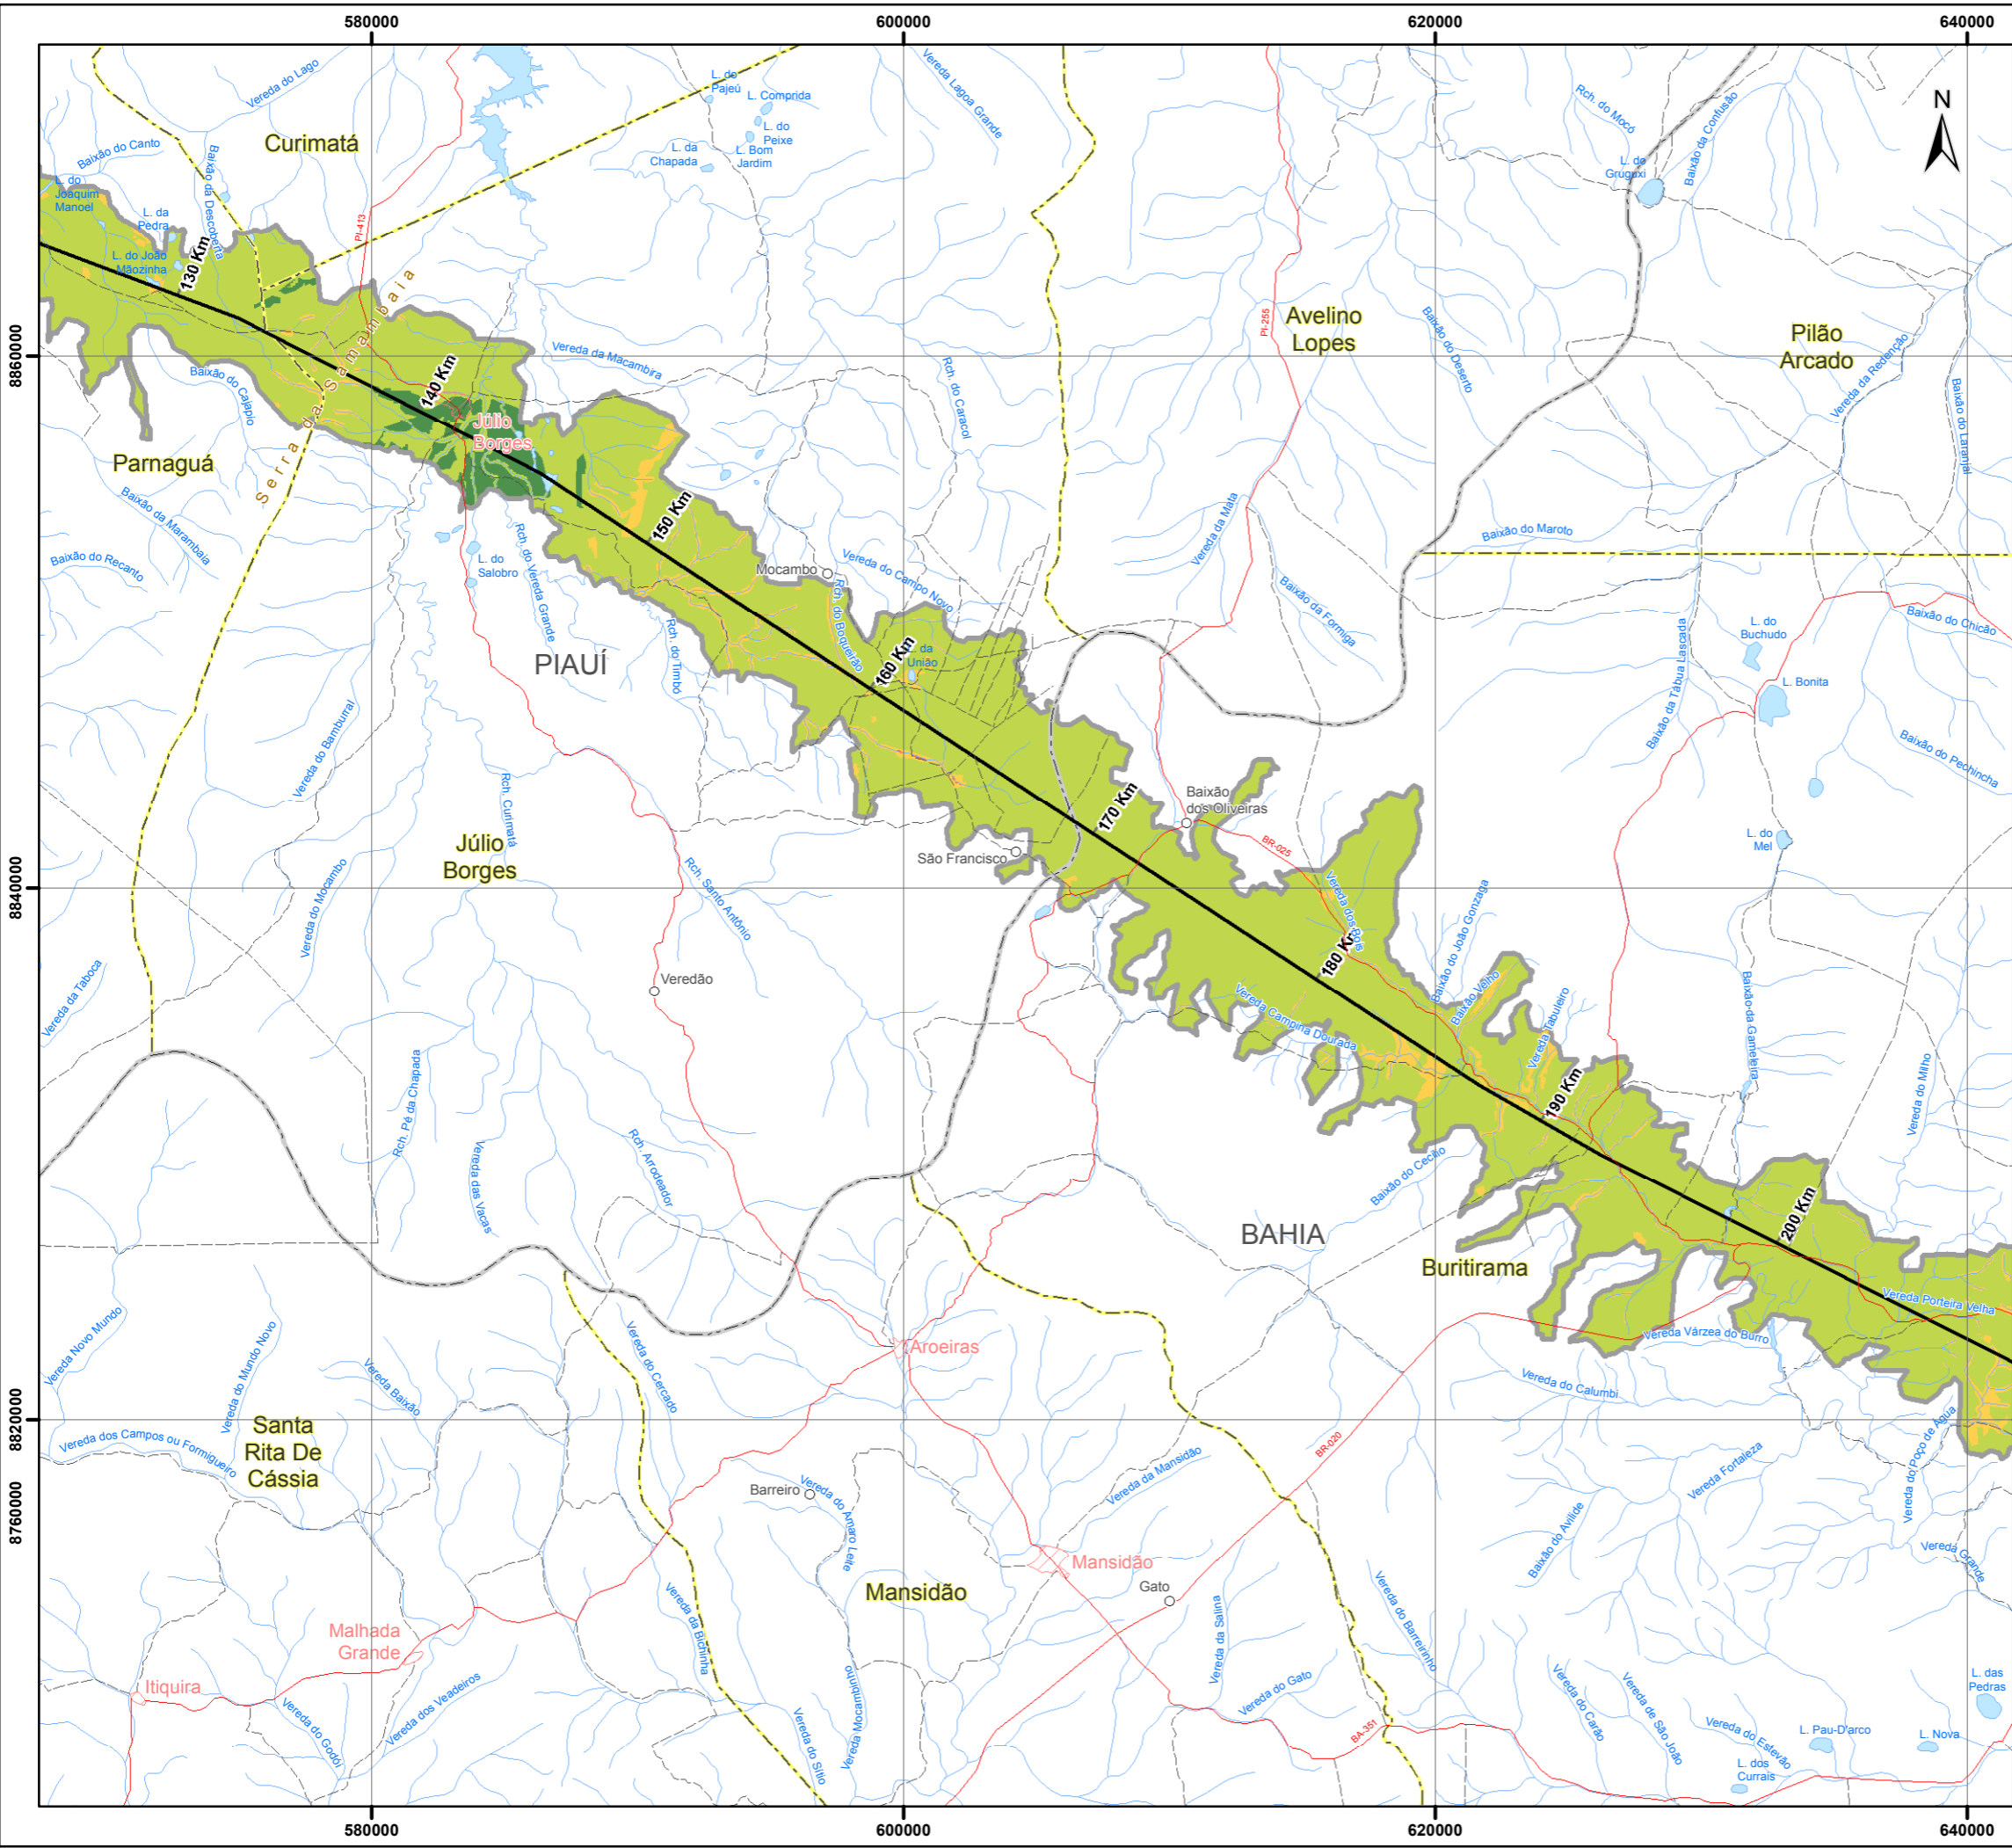 580000
600000
620000
640000
Vereda do Lago
Curimatá
Baixão do Canto
Baixão da Descoberta
L. do
Joaquim
Manoel
L. da
Pedra
L. do João
Mãozinha
130 Km
PI-413
L. do
Pajeú
L. Comprida
L. do
Peixe
L. Bom
Jardim
L. da
Chapada
Vereda Lagoa Grande
Rch. do Mocó
Baixão da Confusão
L. do
Gruguxi
N
8860000
Serra da Samambaia
140 Km
Vereda da Macambira
Rch. do Caracol
PI-255
Avelino
Lopes
Baixão do Deserto
Pilão
Arcado
Vereda da Redenção
Baixão do Laranjal
Baixão do Cajapio
Júlio
Borges
Parnaguá
Baixão da Marambaia
Baixão do Recanto
L. do
Salobro
Rch. do Vereda Grande
150 Km
Mocambo
Vereda do Campo Novo
Rch. do Boqueirão
Vereda da Mata
Baixão do Maroto
Baixão da Formiga
Baixão do Chicão
L. do
Buchudo
Baixão da Tábua Lascada
L. Bonita
PIAUÍ
Rch. do Timbó
160 Km
L. da
União
Vereda do Bamburral
Baixão do Pechincha
Rch. Curimatá
170 Km
Baixão
dos Oliveiras
BR-025
L. do
Mel
São Francisco
Júlio
Borges
Vereda do Mocambo
Rch. Santo Antônio
8840000
Vereda dos Bois
Baixão do João Gonzaga
180 Km
Vereda da Taboca
Veredão
Vereda Campina Dourada
Baixão Velho
Vereda Tabuleiro
Baixão da Gameleira
Rch. Pé da Chapada
190 Km
Vereda do Milho
Vereda das Vacas
Rch. Arrodeador
Baixão do Cecílio
BAHIA
Buritirama
200 Km
Vereda Porteira Velha
Vereda Várzea do Burro
Vereda Novo Mundo
Vereda do Mundo Novo
Vereda Baixão
Vereda do Cercado
Aroeiras
Vereda do Calumbi
8820000
Santa
Rita De
Cássia
Vereda dos Campos ou Formigueiro
BR-020
Vereda da Mansidão
Vereda Fortaleza
Vereda do Poço de Água
8760000
Barreiro
Vereda do Amaro Leite
Baixão do Avilide
Vereda Grande
Mansidão
Gato
Mansidão
Vereda da Bichinha
Vereda da Salina
Vereda do Barreirinho
Malhada
Grande
Itiquira
Vereda do Godói
Vereda dos Veadeiros
Vereda do Sítio
Vereda Mocambinho
Vereda do Gato
BA-351
Vereda do Carão
Vereda de São João
Vereda do Estevão
L. dos
Currais
L. Pau-D'arco
L. Nova
L. das
Pedras
580000
600000
620000
640000